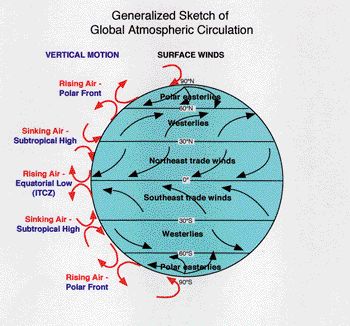 Generalized Sketch of
Global Atmospheric Circulation
VERTICAL MOTION
SURFACE WINDS
Rising Air -
Polar Front
90°N
Polar easterlies
60°N
Westerlies
Sinking Air -
Subtropical High
30°N
Northeast trade winds
Rising Air -
Equatorial Low
(ITCZ)
0°
Southeast trade winds
Sinking Air -
Subtropical High
30°S
Westerlies
60°S
Polar easterlies
Rising Air -
Polar Front
90°S